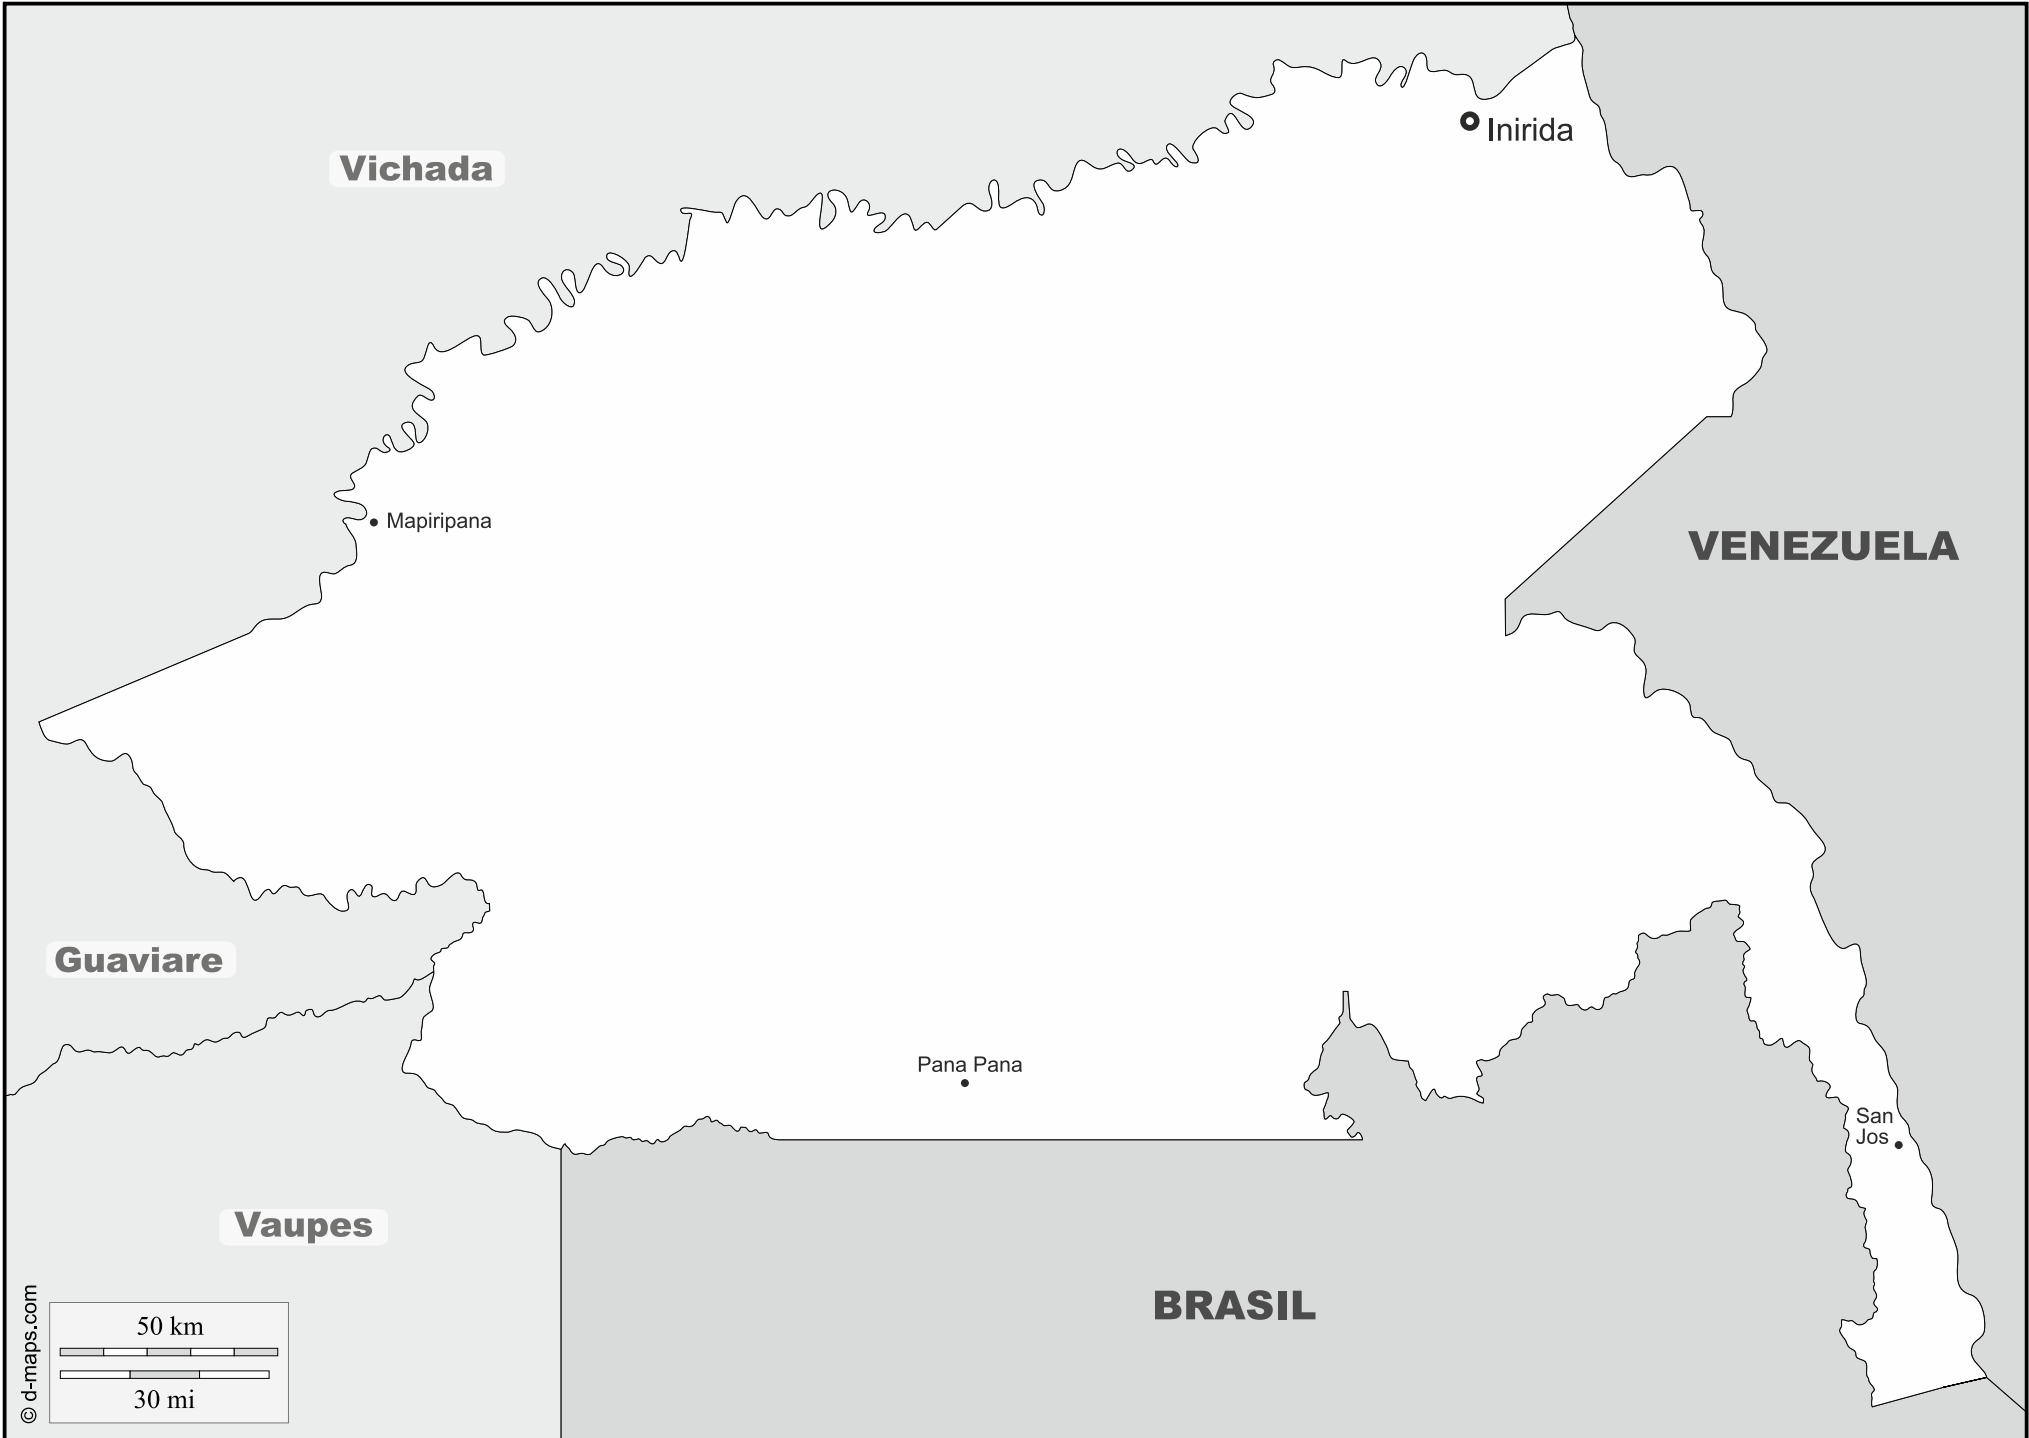 Inirida
Vichada
Mapiripana
VENEZUELA
Guaviare
Pana Pana
San
Jos
Vaupes
BRASIL
50 km
30 mi
© d-maps.com